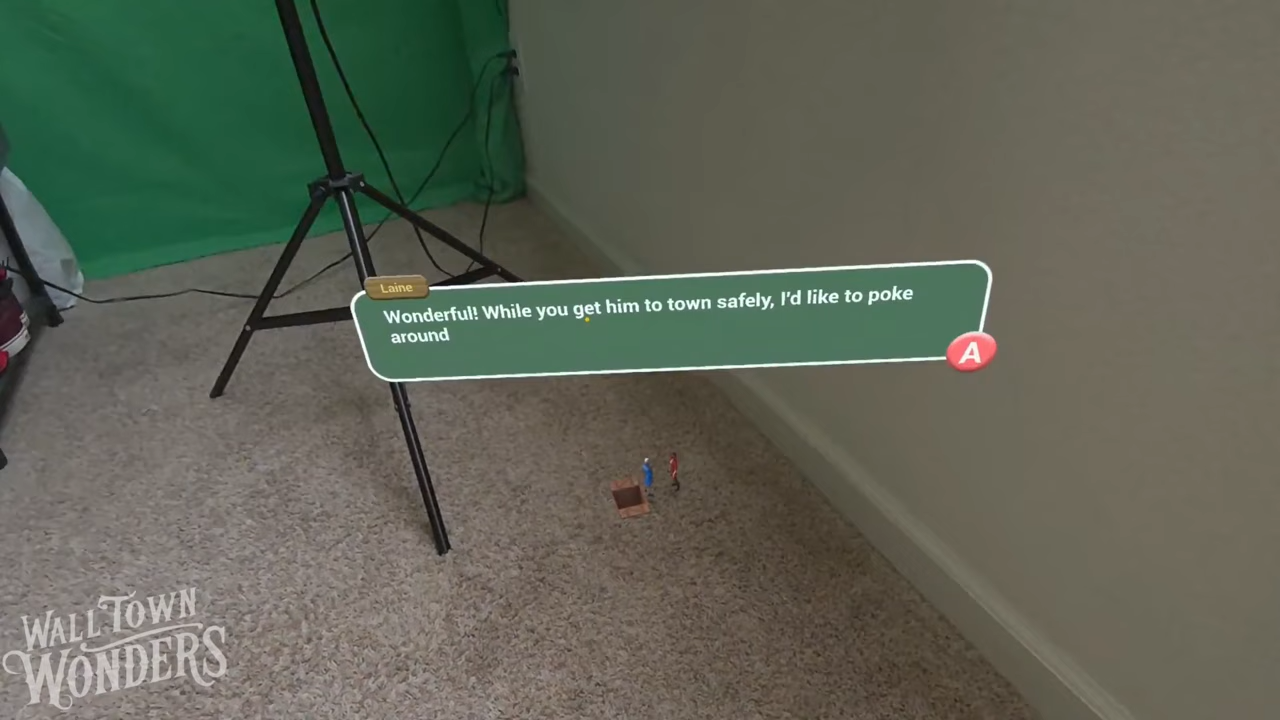 Laine
Wonderful! While you get him to town safely, I'd like to poke
around
A
WALL TOWN
WONDERS